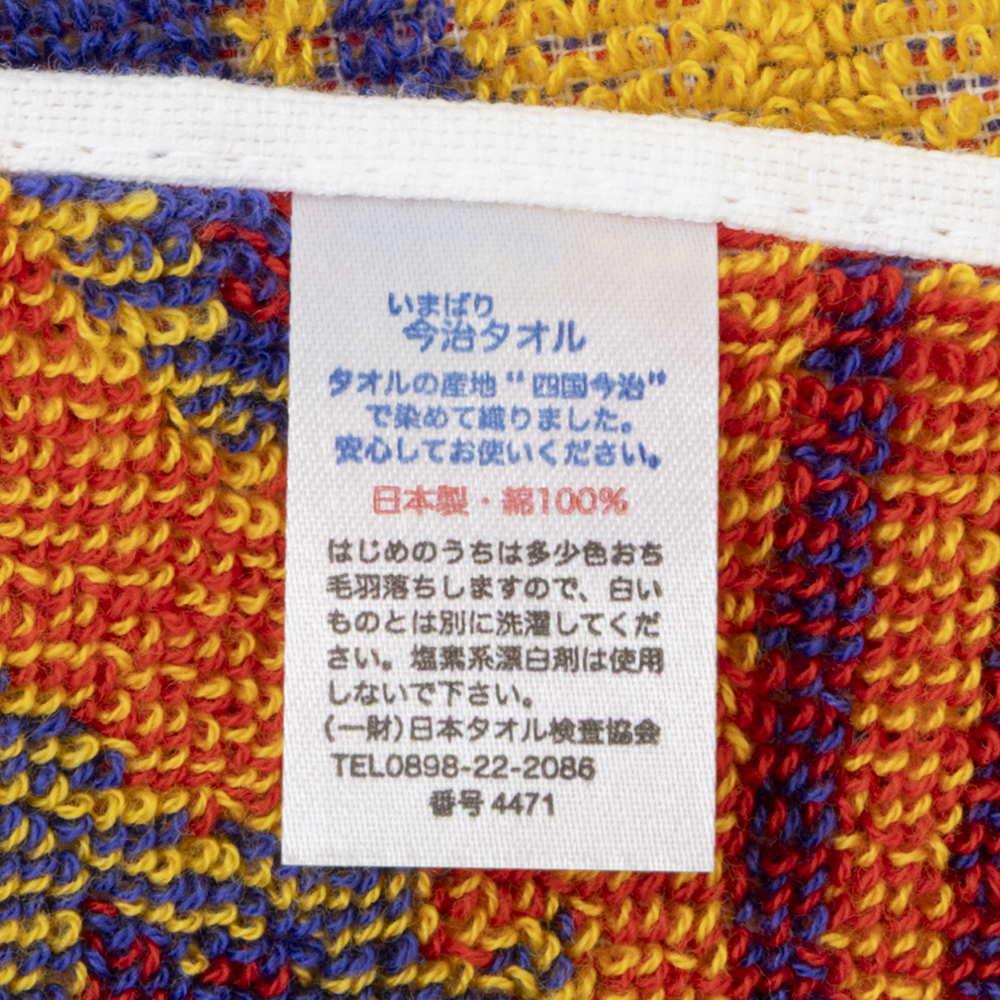 いまばり
今治タオル
タオルの産地“四国今治”
で染めて織りました。
安心してお使いください。
日本製・綿100%
はじめのうちは多少色おち
毛羽落ちしますので、白い
ものとは別に洗濯してくだ
さい。塩素系漂白剤は使用
しないで下さい。
(一財)日本タオル検査協会
TEL0898-22-2086
番号4471